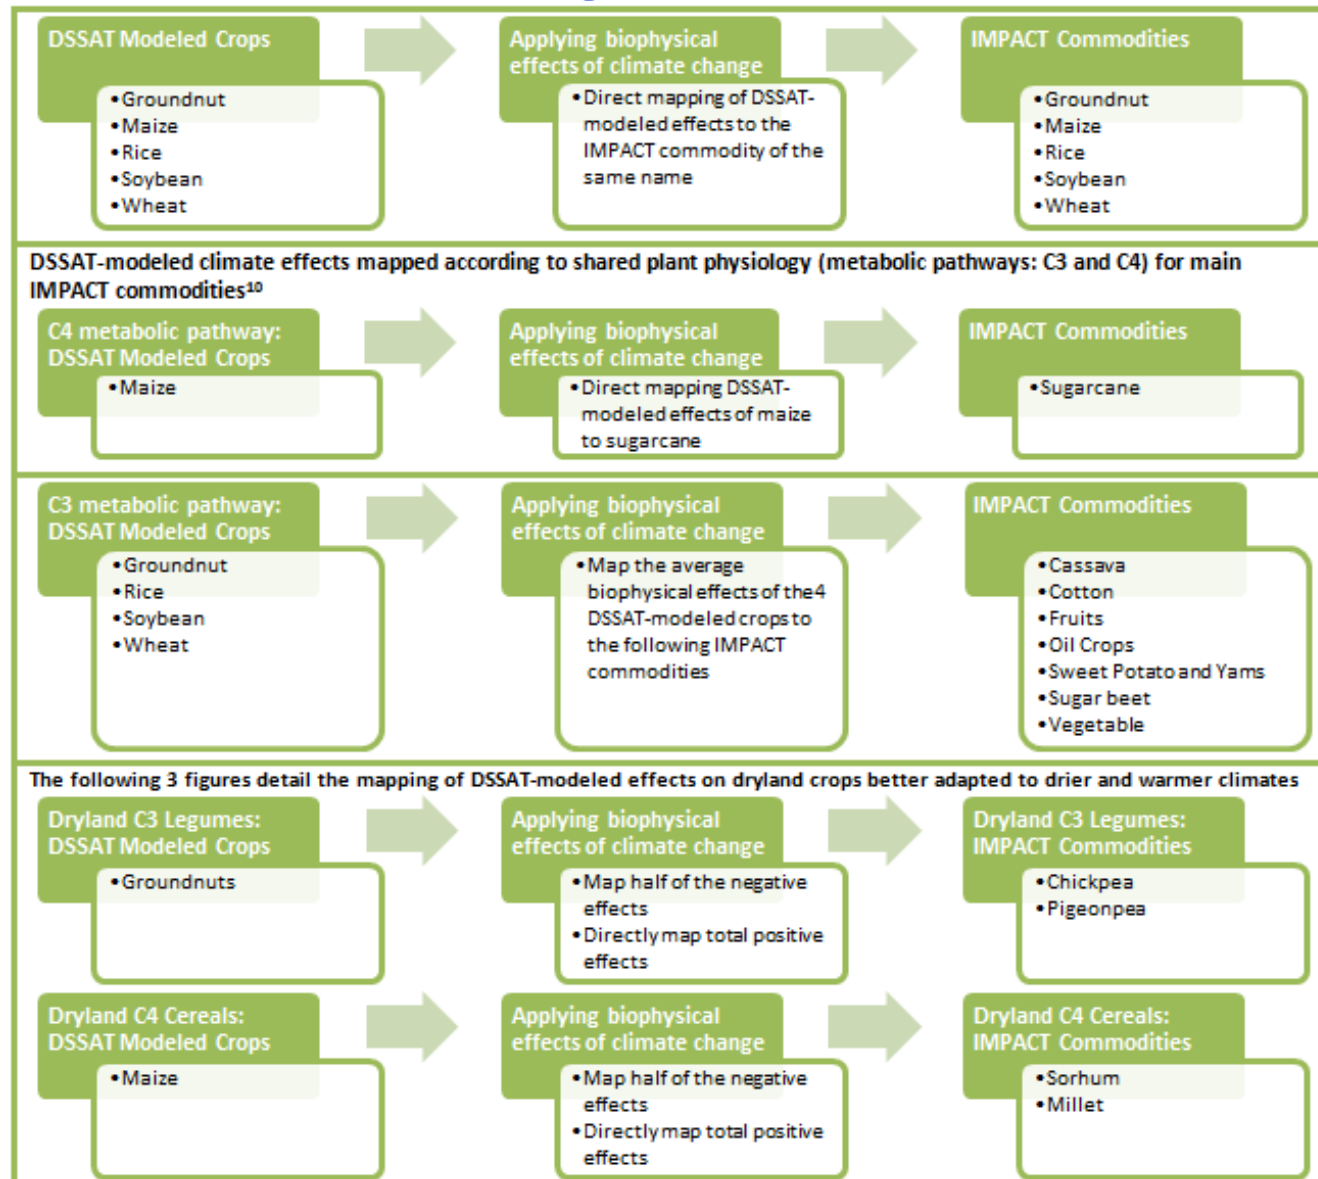 DSSAT Modeled Crops
•Groundnut
•Maize
•Rice
•Soybean
•Wheat
Applying biophysical
effects of climate change
•Direct mapping of DSSAT-
modeled effects to the
IMPACT commodity of the
same name
IMPACT Commodities
•Groundnut
•Maize
•Rice
•Soybean
•Wheat
DSSAT-modeled climate effects mapped according to shared plant physiology (metabolic pathways: C3 and C4) for main
IMPACT commodities¹⁰
C4 metabolic pathway:
DSSAT Modeled Crops
•Maize
Applying biophysical
effects of climate change
•Direct mapping DSSAT-
modeled effects of maize
to sugarcane
IMPACT Commodities
•Sugarcane
C3 metabolic pathway:
DSSAT Modeled Crops
•Groundnut
•Rice
•Soybean
•Wheat
Applying biophysical
effects of climate change
•Map the average
biophysical effects of the 4
DSSAT-modeled crops to
the following IMPACT
commodities
IMPACT Commodities
•Cassava
•Cotton
•Fruits
•Oil Crops
•Sweet Potato and Yams
•Sugar beet
•Vegetable
The following 3 figures detail the mapping of DSSAT-modeled effects on dryland crops better adapted to drier and warmer climates
Dryland C3 Legumes:
DSSAT Modeled Crops
•Groundnuts
Applying biophysical
effects of climate change
•Map half of the negative
effects
•Directly map total positive
effects
Dryland C3 Legumes:
IMPACT Commodities
•Chickpea
•Pigeonpea
Dryland C4 Cereals:
DSSAT Modeled Crops
•Maize
Applying biophysical
effects of climate change
•Map half of the negative
effects
•Directly map total positive
effects
Dryland C4 Cereals:
IMPACT Commodities
•Sorhum
•Millet